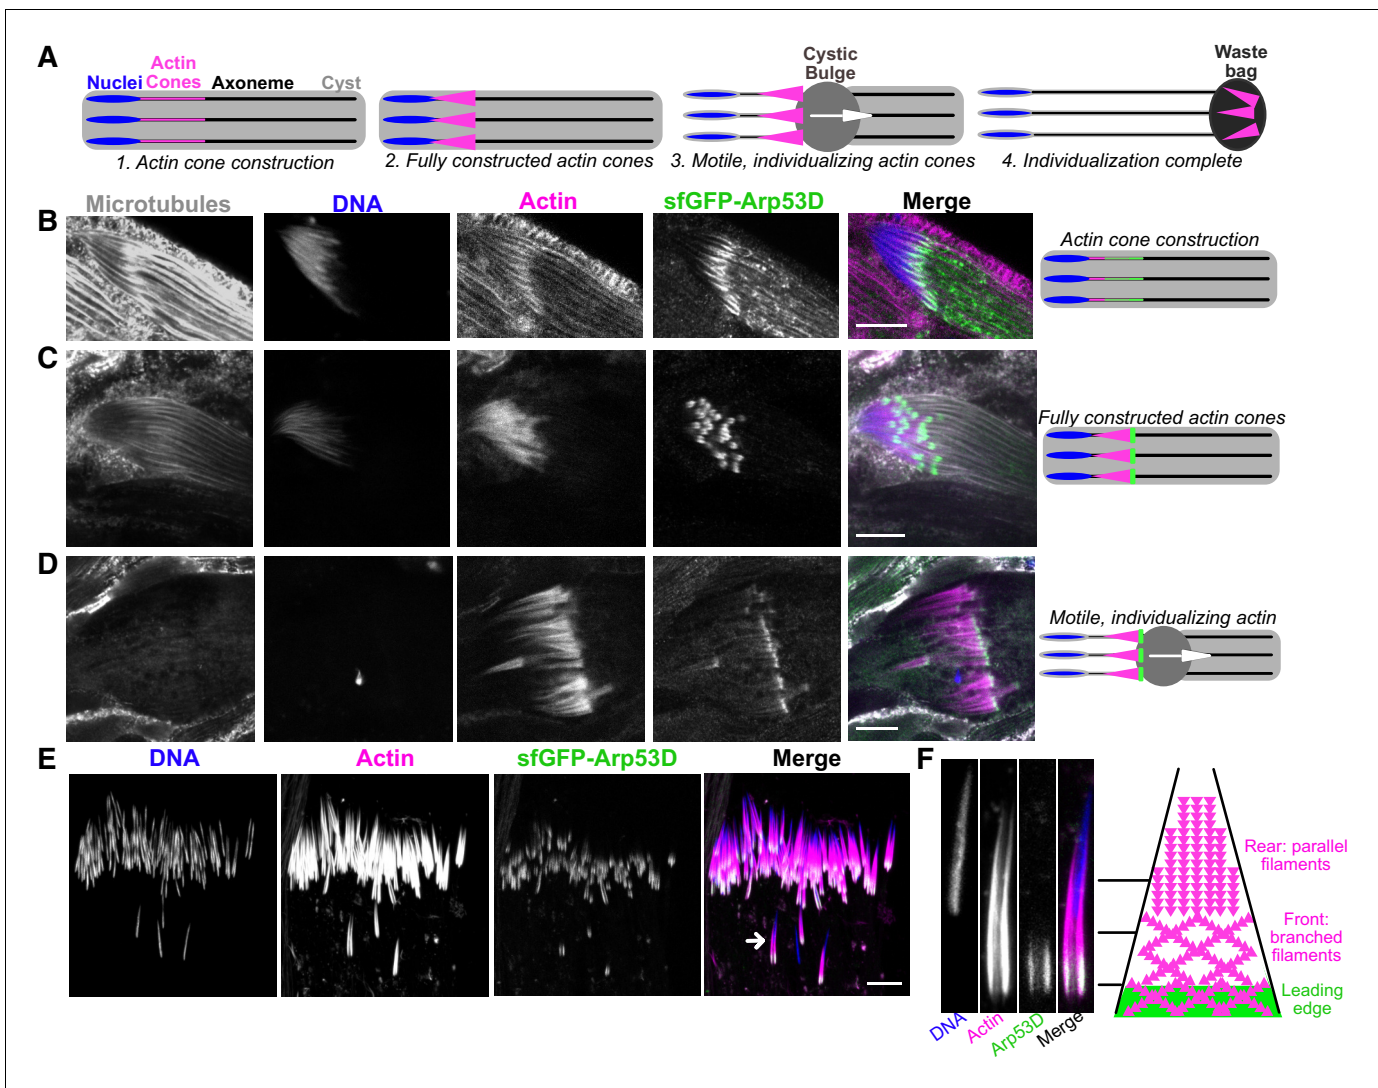 A
Nuclei
Actin
Cones
Axoneme
Cyst
Cystic
Bulge
Waste
bag
1. Actin cone construction
2. Fully constructed actin cones
3. Motile, individualizing actin cones
4. Individualization complete
Microtubules
DNA
Actin
sfGFP-Arp53D
Merge
B
Actin cone construction
C
Fully constructed actin cones
D
Motile, individualizing actin
E
DNA
Actin
sfGFP-Arp53D
Merge
F
DNA
Actin
Arp53D
Merge
Rear: parallel
filaments
Front:
branched
filaments
Leading
edge